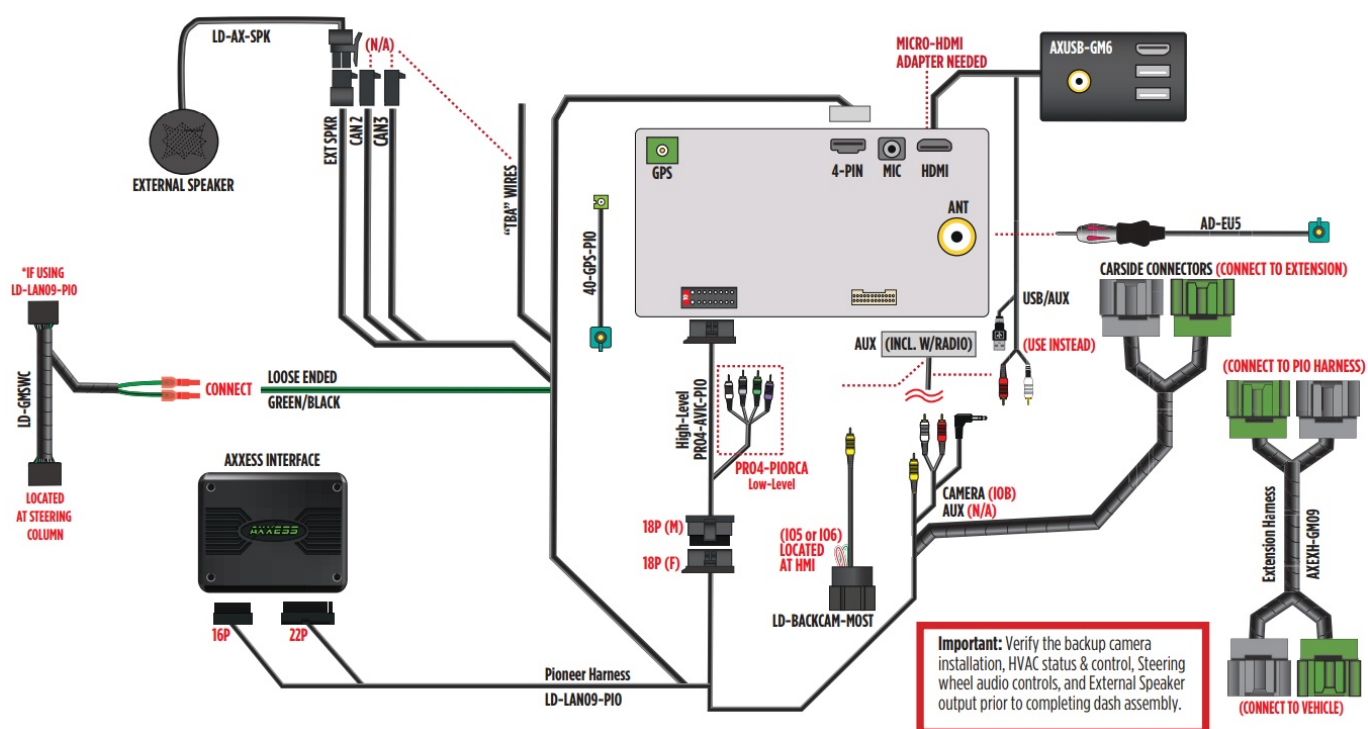 LD-AX-SPK
(N/A)
EXTERNAL SPEAKER
EXT SPKR
CAN 2
CAN3
"TBA" WIRES
MICRO-HDMI
ADAPTER NEEDED
AXUSB-GM6
GPS
4-PIN
MIC
HDMI
ANT
40-GPS-PIO
AD-EU5
CARSIDE CONNECTORS (CONNECT TO EXTENSION)
*IF USING
LD-LAN09-PIO
LD-GMSWC
CONNECT
LOOSE ENDED
GREEN/BLACK
LOCATED
AT STEERING
COLUMN
AXXESS INTERFACE
AXXESS
16P
22P
High-Level
PR04-AVIC-PIO
PR04-PIORCA
Low-Level
18P (M)
18P (F)
AUX (INCL. W/RADIO)
USB/AUX
(USE INSTEAD)
(IO5 or IO6)
LOCATED
AT HMI
LD-BACKCAM-MOST
CAMERA (IOB)
AUX (N/A)
(CONNECT TO PIO HARNESS)
Extension Harness
AXEXH-GM09
(CONNECT TO VEHICLE)
Pioneer Harness
LD-LAN09-PIO
Important: Verify the backup camera
installation, HVAC status & control, Steering
wheel audio controls, and External Speaker
output prior to completing dash assembly.